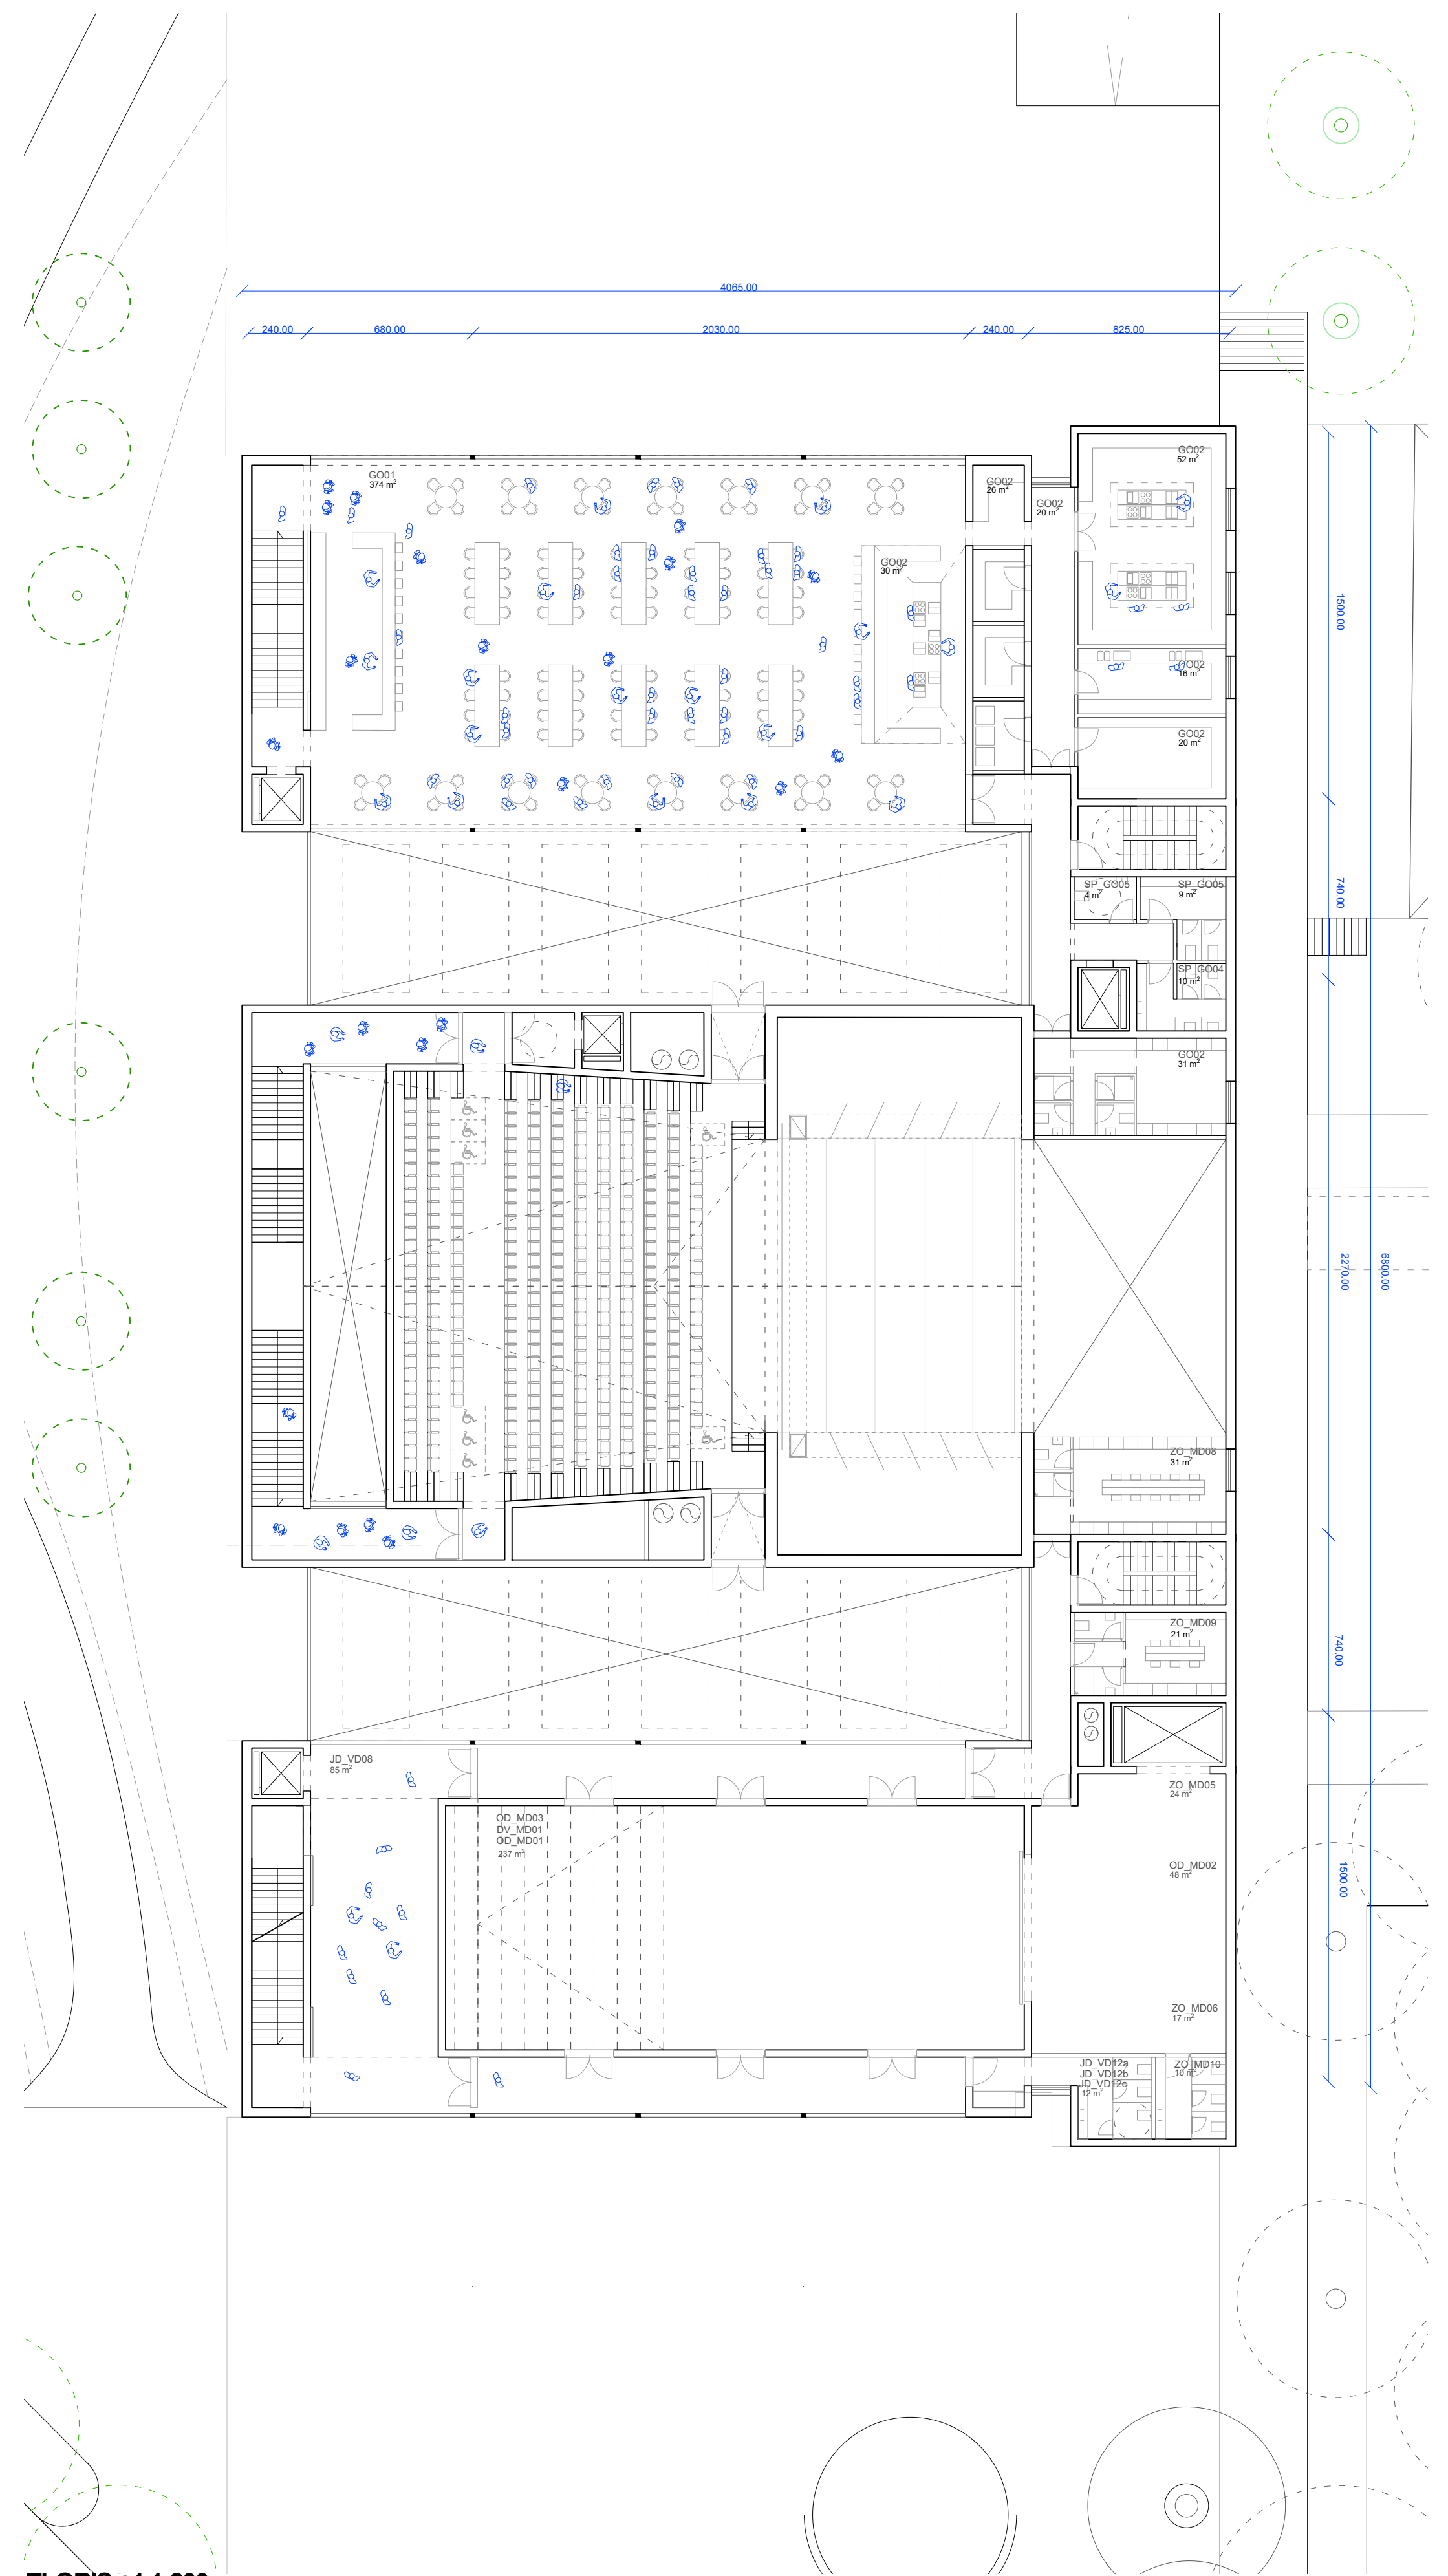 4065.00
240.00
680.00
2030.00
240.00
825.00
GO01
374 m²
GO02
26 m²
GO02
20 m²
GO02
52 m²
GO02
30 m²
GO02
16 m²
GO02
20 m²
1500.00
740.00
SP_GO05
4 m²
SP_GO05
9 m²
SP_GO04
10 m²
GO02
31 m²
2270.00
6800.00
ZO_MD08
31 m²
ZO_MD09
21 m²
740.00
JD_VD08
85 m²
ZO_MD05
24 m²
OD_MD03
DV_MD01
OD_MD01
237 m²
OD_MD02
48 m²
1500.00
ZO_MD06
17 m²
JD_VD12a
JD_VD12b
JD_VD12c
12 m²
ZO_MD10
10 m²